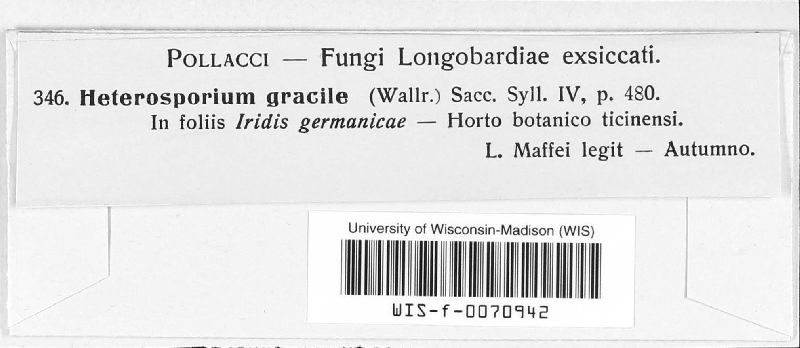 POLLACCI — Fungi Longobardiae exsiccati.
346. Heterosporium gracile (Wallr.) Sacc. Syll. IV, p. 480.
In foliis Iridis germanicae — Horto botanico ticinensi.
L. Maffei legit — Autumno.
University of Wisconsin-Madison (WIS)
WIS-f-0070942